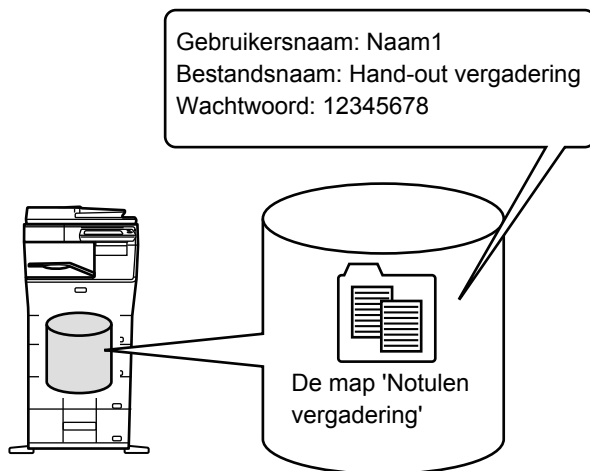 Gebruikersnaam: Naam1
Bestandsnaam: Hand-out vergadering
Wachtwoord: 12345678
De map 'Notulen
vergadering'